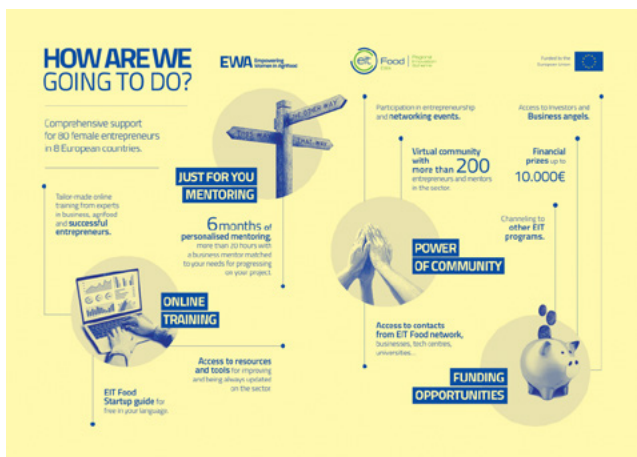 HOW ARE WE
GOING TO DO?
EWA Empowering
Women in Agrifood
eit Food
Regional
Innovation
Scheme
Funded by the
European Union
Comprehensive support
for 80 female entrepreneurs
in 8 European countries.
JUST FOR YOU
MENTORING
6 months of
personalised mentoring,
more than 20 hours with
a business mentor matched
to your needs for progressing
on your project.
Tailor-made online
training from experts
in business, agrifood
and successful
entrepreneurs.
ONLINE
TRAINING
Access to resources
and tools for improving
and being always updated
on the sector.
EIT Food
Startup guide for
free in your language.
Participation in entrepreneurship
and networking events.
Virtual community
with
more than 200
entrepreneurs and mentors
in the sector.
POWER
OF COMMUNITY
Access to contacts
from EIT Food network,
businesses, tech centres,
universities...
Access to Investors and
Business angels.
Financial
prizes up to
10.000€
Channeling to
other EIT
programs.
FUNDING
OPPORTUNITIES